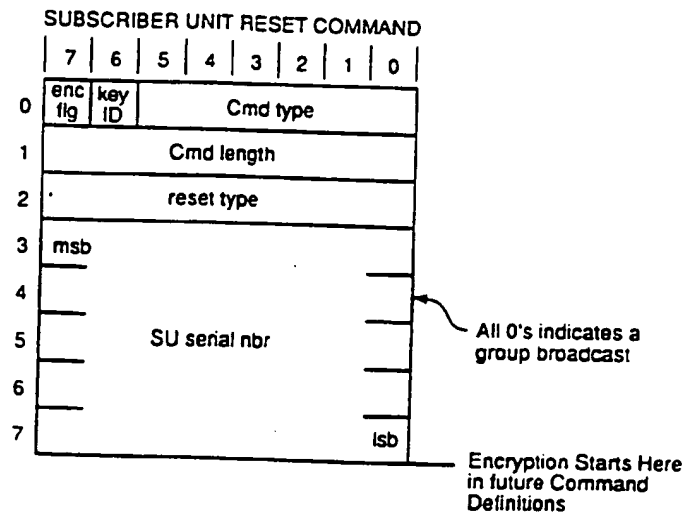 SUBSCRIBER UNIT RESET COMMAND
7 6 5 4 3 2 1 0
0 enc flg key ID Cmd type
1 Cmd length
2 reset type
3 msb
4
All 0's indicates a
group broadcast
5 SU serial nbr
6
7 lsb
Encryption Starts Here
in future Command
Definitions